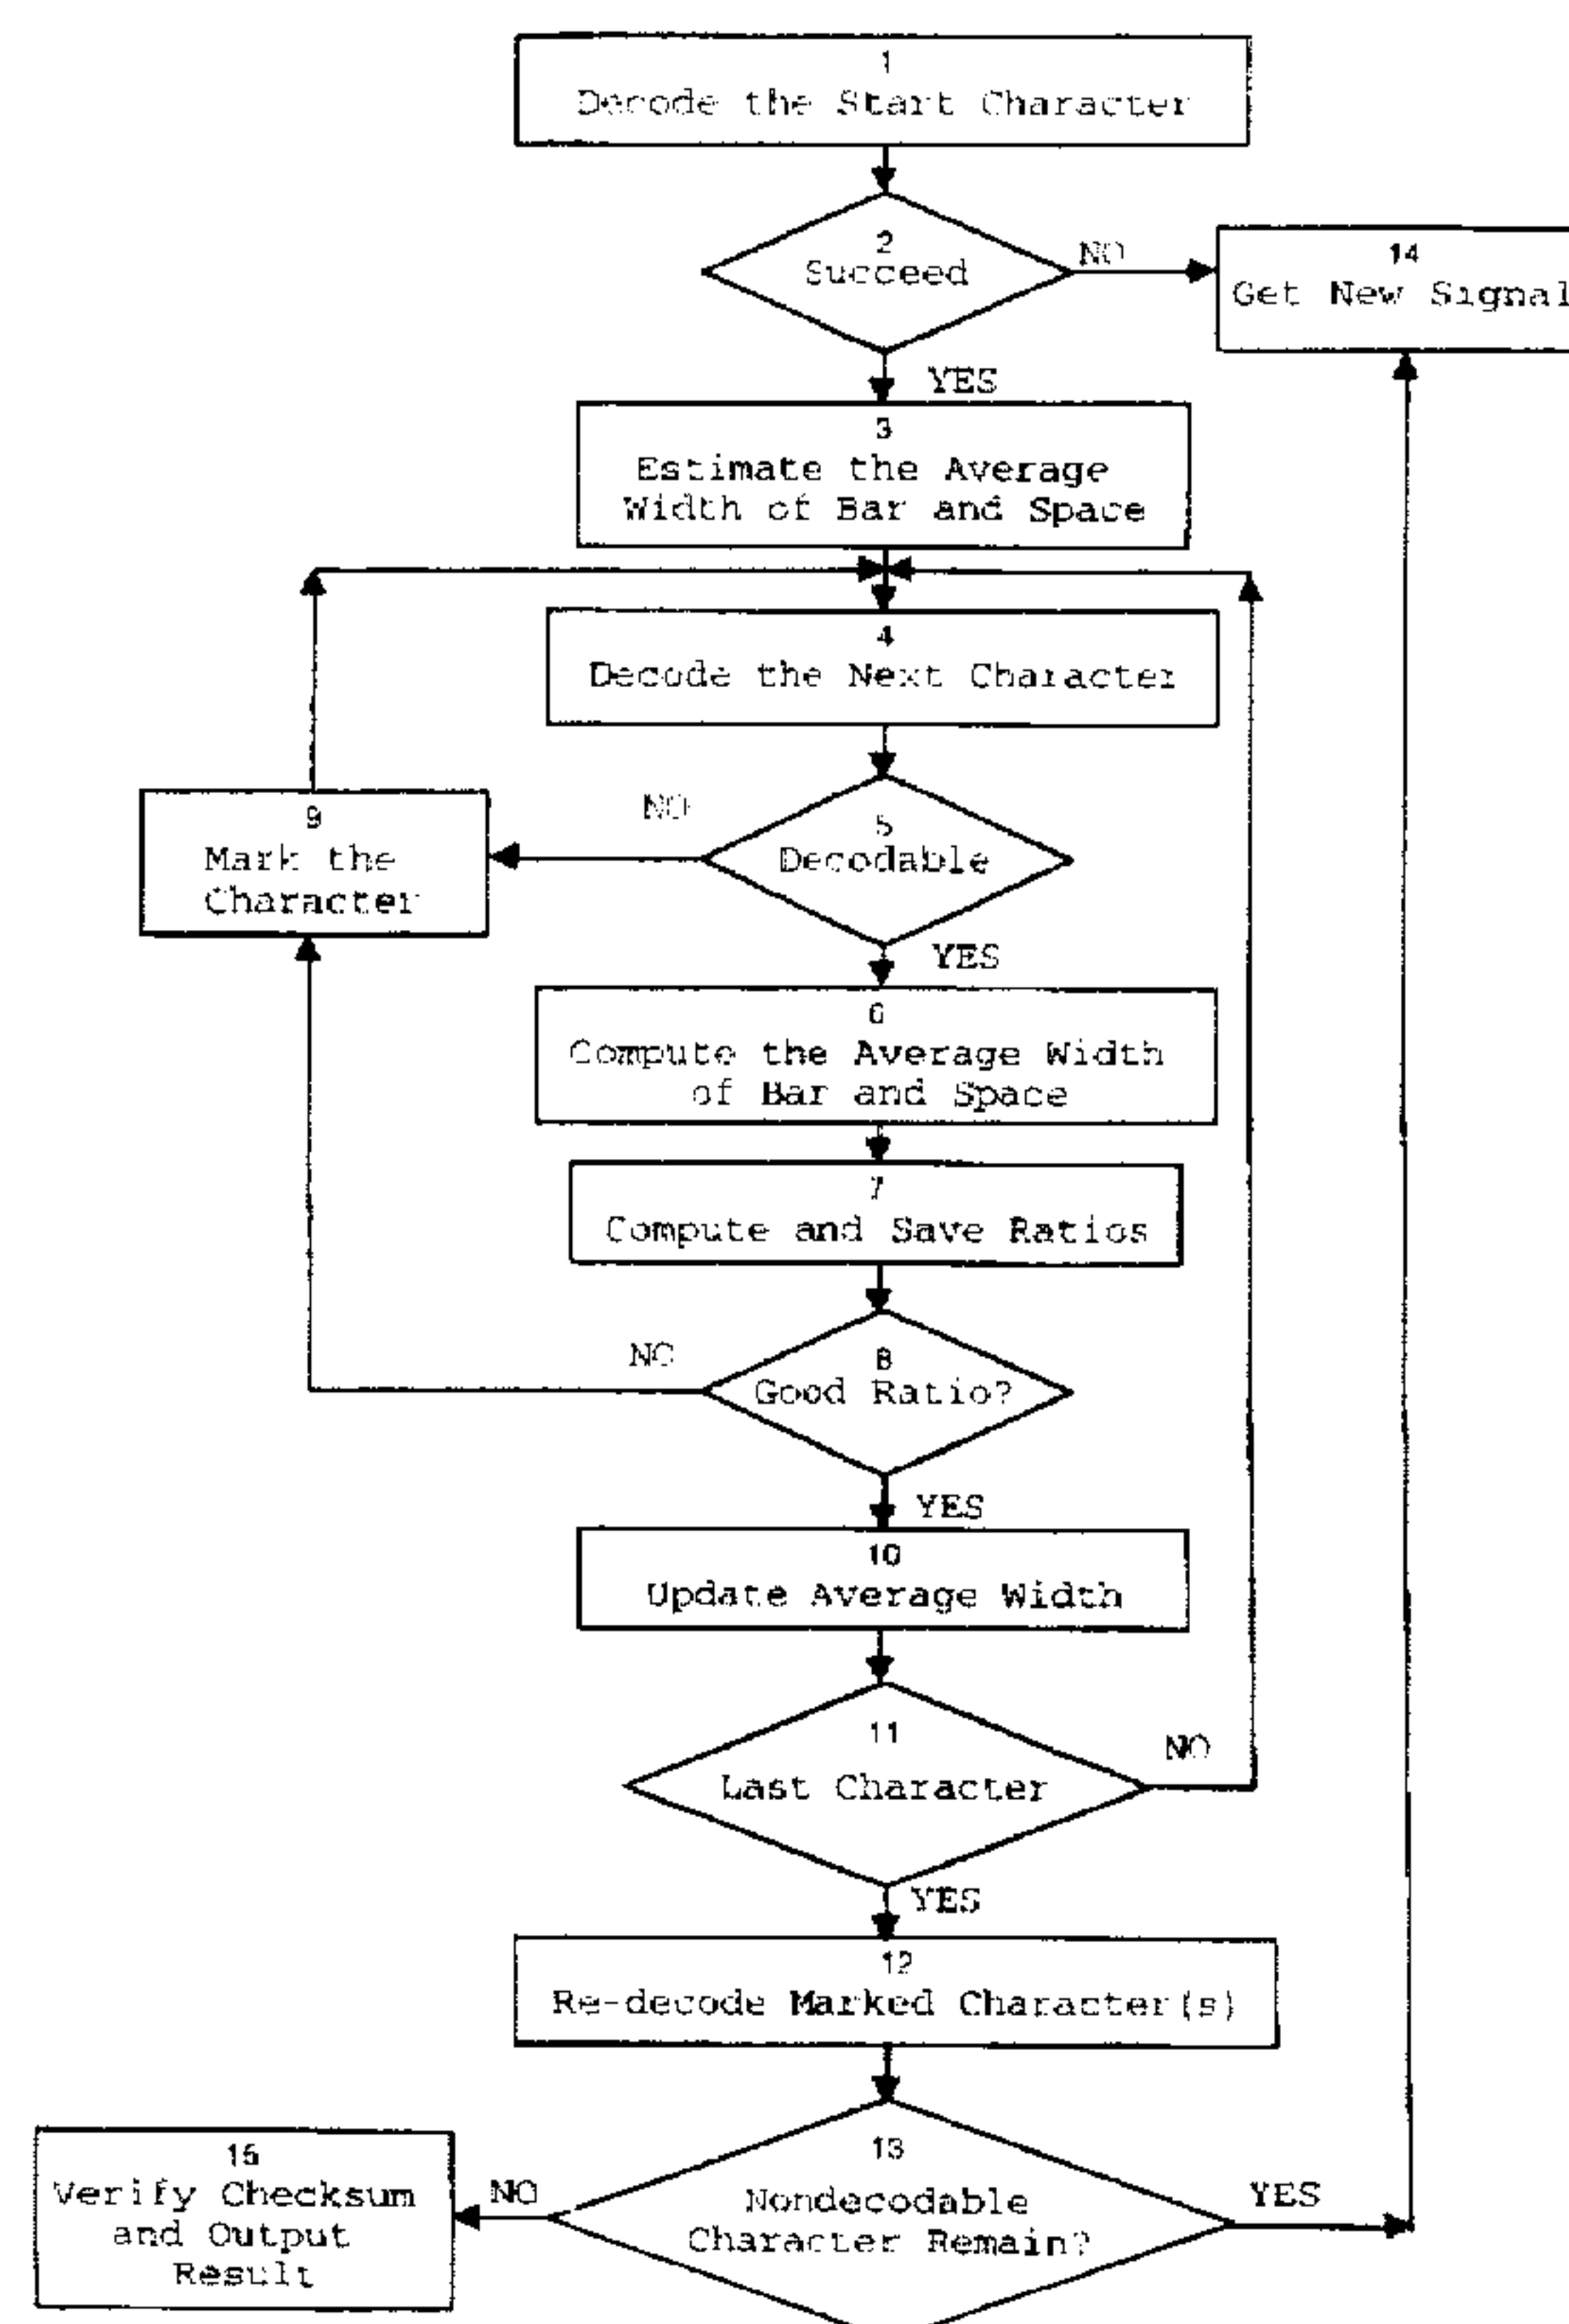 1
Decode the Start Character
2
Succeed
NO
14
Get New Signal
YES
3
Estimate the Average
Width of Bar and Space
4
Decode the Next Character
9
Mark the
Character
NO
5
Decodable
YES
6
Compute the Average Width
of Bar and Space
7
Compute and Save Ratios
NO
8
Good Ratio?
YES
10
Update Average Width
11
Last Character
NO
YES
12
Re-decode Marked Character(s)
13
Nondecodable
Character Remain?
YES
NO
15
Verify Checksum
and Output
Result